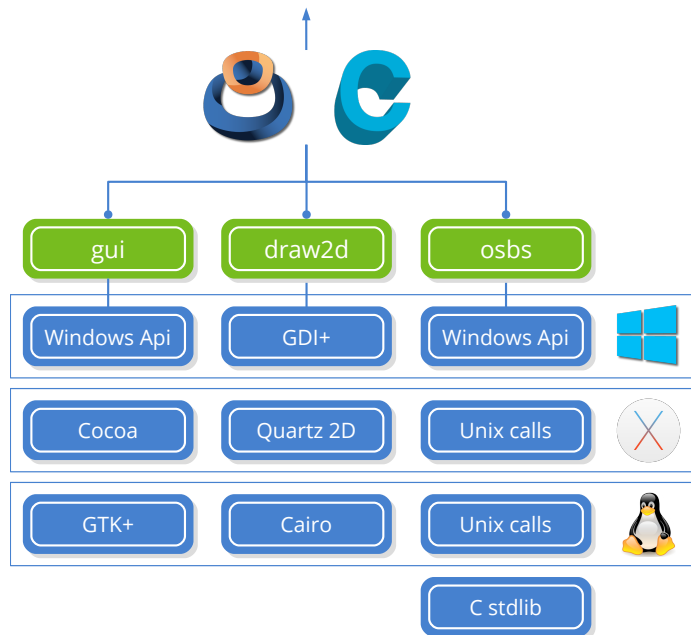 gui
draw2d
osbs
Windows Api
GDI+
Windows Api
Cocoa
Quartz 2D
Unix calls
GTK+
Cairo
Unix calls
C stdlib